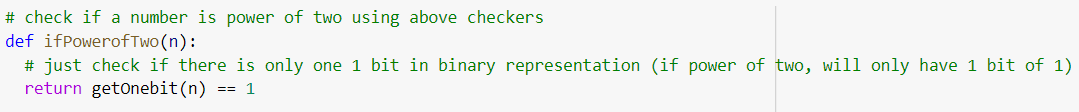 # check if a number is power of two using above checkers
def ifPowerofTwo(n):
  # just check if there is only one 1 bit in binary representation (if power of two, will only have 1 bit of 1)
  return getOnebit(n) == 1